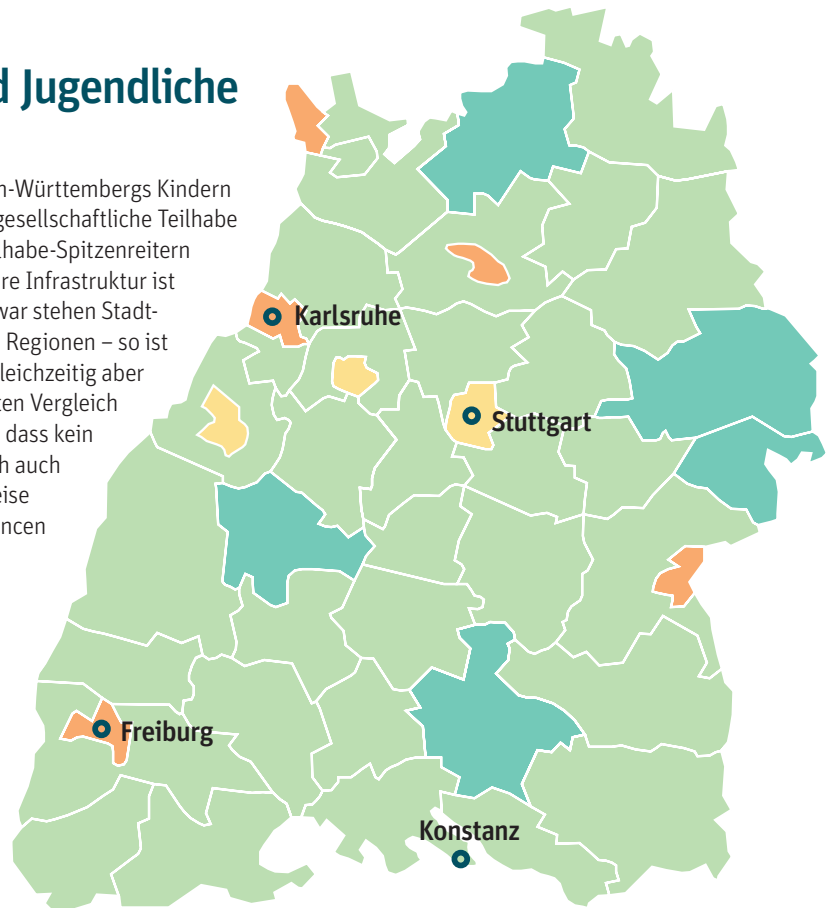 d Jugendliche
n-Württembergs Kindern
gesellschaftliche Teilhabe
lhabe-Spitzenreitern
re Infrastruktur ist
war stehen Stadt-
Regionen – so ist
leichzeitig aber
ten Vergleich
dass kein
h auch
eise
ncen
Karlsruhe
Stuttgart
Freiburg
Konstanz